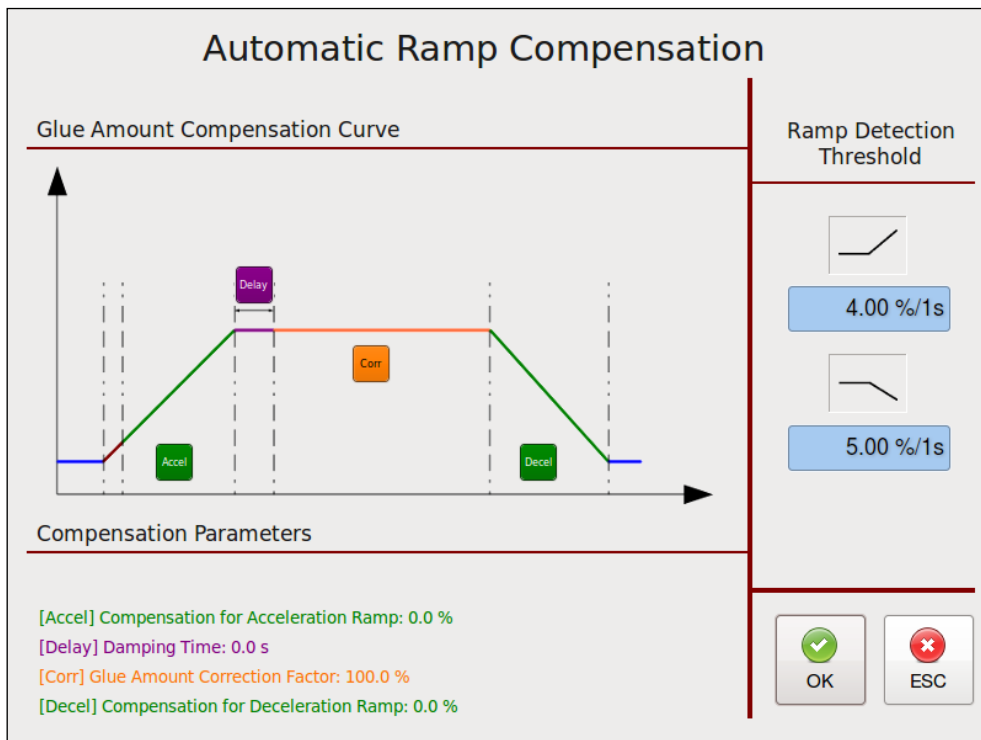 Automatic Ramp Compensation
Glue Amount Compensation Curve
Delay
Corr
Accel
Decel
Compensation Parameters
[Accel] Compensation for Acceleration Ramp: 0.0 %
[Delay] Damping Time: 0.0 s
[Corr] Glue Amount Correction Factor: 100.0 %
[Decel] Compensation for Deceleration Ramp: 0.0 %
Ramp Detection
Threshold
4.00 %/1s
5.00 %/1s
OK
ESC